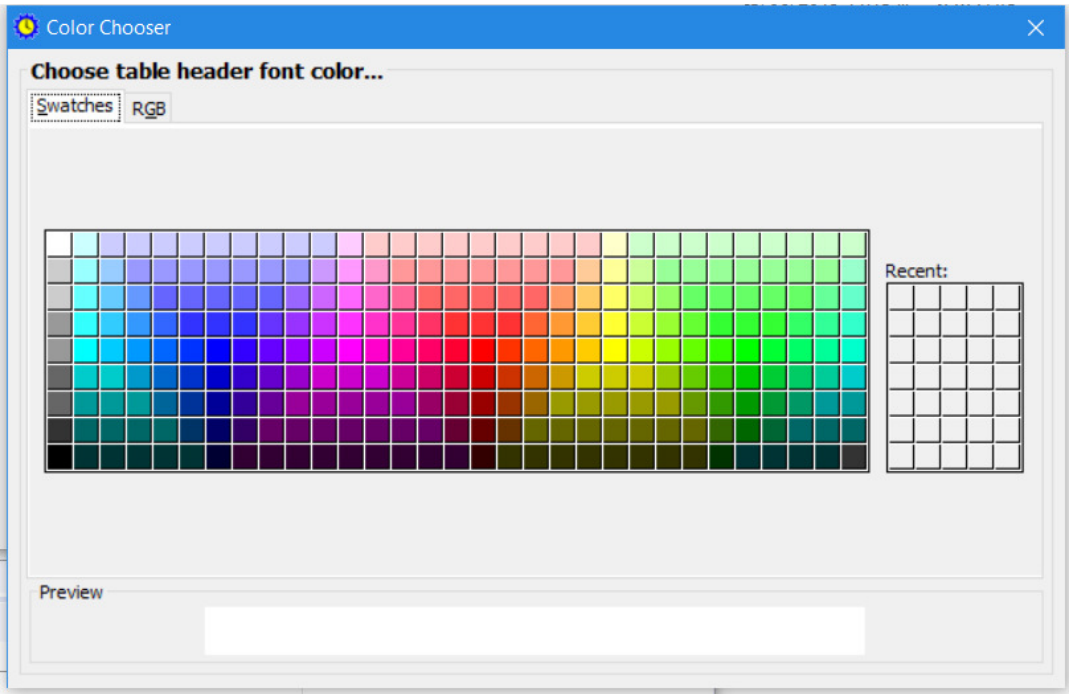 Color Chooser
Choose table header font color...
Swatches RGB
Recent:
Preview